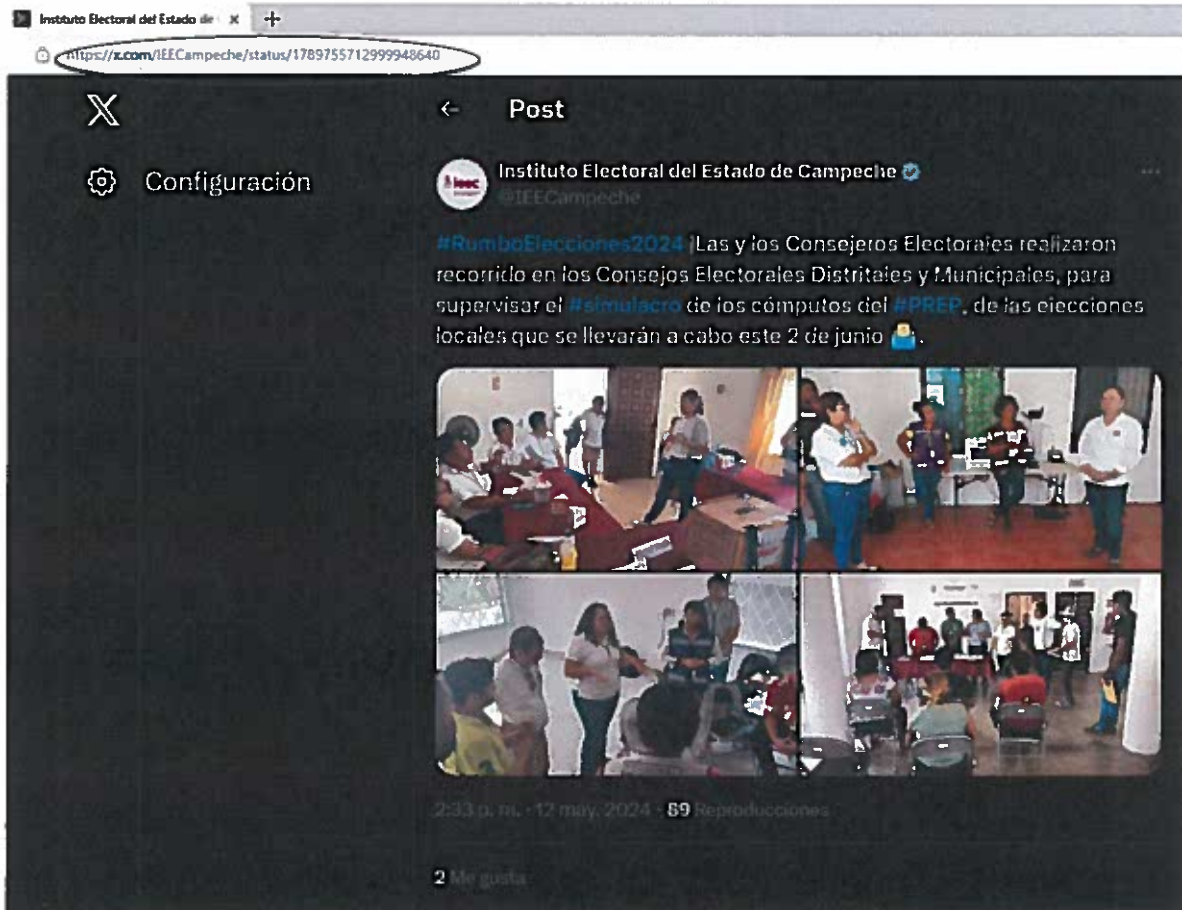 Instituto Electoral del Estado de
https://x.com/IEECampeche/status/1789755712999948640
Post
Configuración
Instituto Electoral del Estado de Campeche
ieec
@IEECampeche
#RumboElecciones2024 Las y los Consejeros Electorales realizaron
recorrido en los Consejos Electorales Distritales y Municipales, para
supervisar el #simulacro de los cómputos del #PREP, de las elecciones
locales que se llevarán a cabo este 2 de junio .
2:33 p. m. · 12 may. 2024 · 89 Reproducciones
2 Me gusta